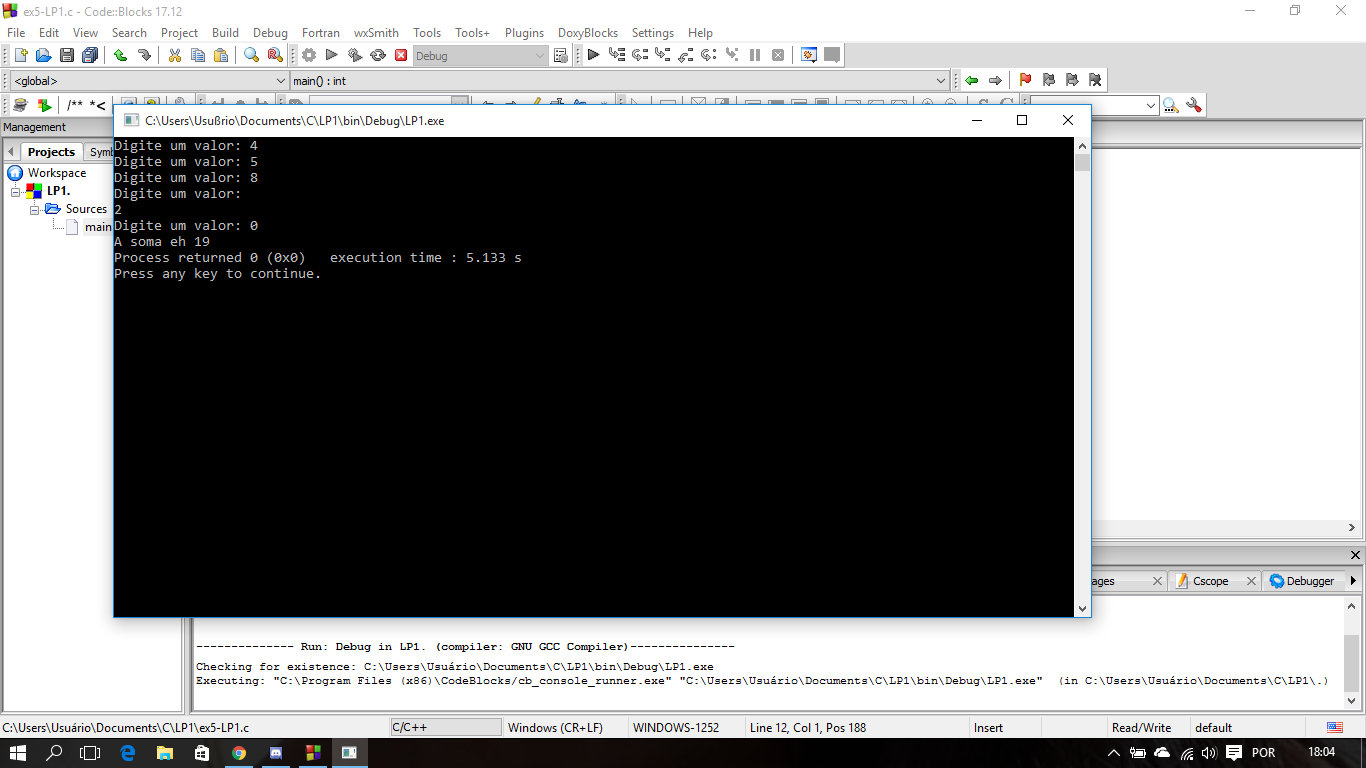 ex5-LP1.c - Code::Blocks 17.12
File Edit View Search Project Build Debug Fortran wxSmith Tools Tools+ Plugins DoxyBlocks Settings Help
Debug
<global> main() : int
/** *<
Management
C:\Users\Usußrio\Documents\C\LP1\bin\Debug\LP1.exe
Projects Symb
Workspace
LP1.
Sources
main
Digite um valor: 4
Digite um valor: 5
Digite um valor: 8
Digite um valor:
2
Digite um valor: 0
A soma eh 19
Process returned 0 (0x0)   execution time : 5.133 s
Press any key to continue.
ages Cscope Debugger
-------------- Run: Debug in LP1. (compiler: GNU GCC Compiler)---------------
Checking for existence: C:\Users\Usuário\Documents\C\LP1\bin\Debug\LP1.exe
Executing: "C:\Program Files (x86)\CodeBlocks/cb_console_runner.exe" "C:\Users\Usuário\Documents\C\LP1\bin\Debug\LP1.exe"  (in C:\Users\Usuário\Documents\C\LP1\.)
C:\Users\Usuário\Documents\C\LP1\ex5-LP1.c C/C++ Windows (CR+LF) WINDOWS-1252 Line 12, Col 1, Pos 188 Insert Read/Write default
POR 18:04